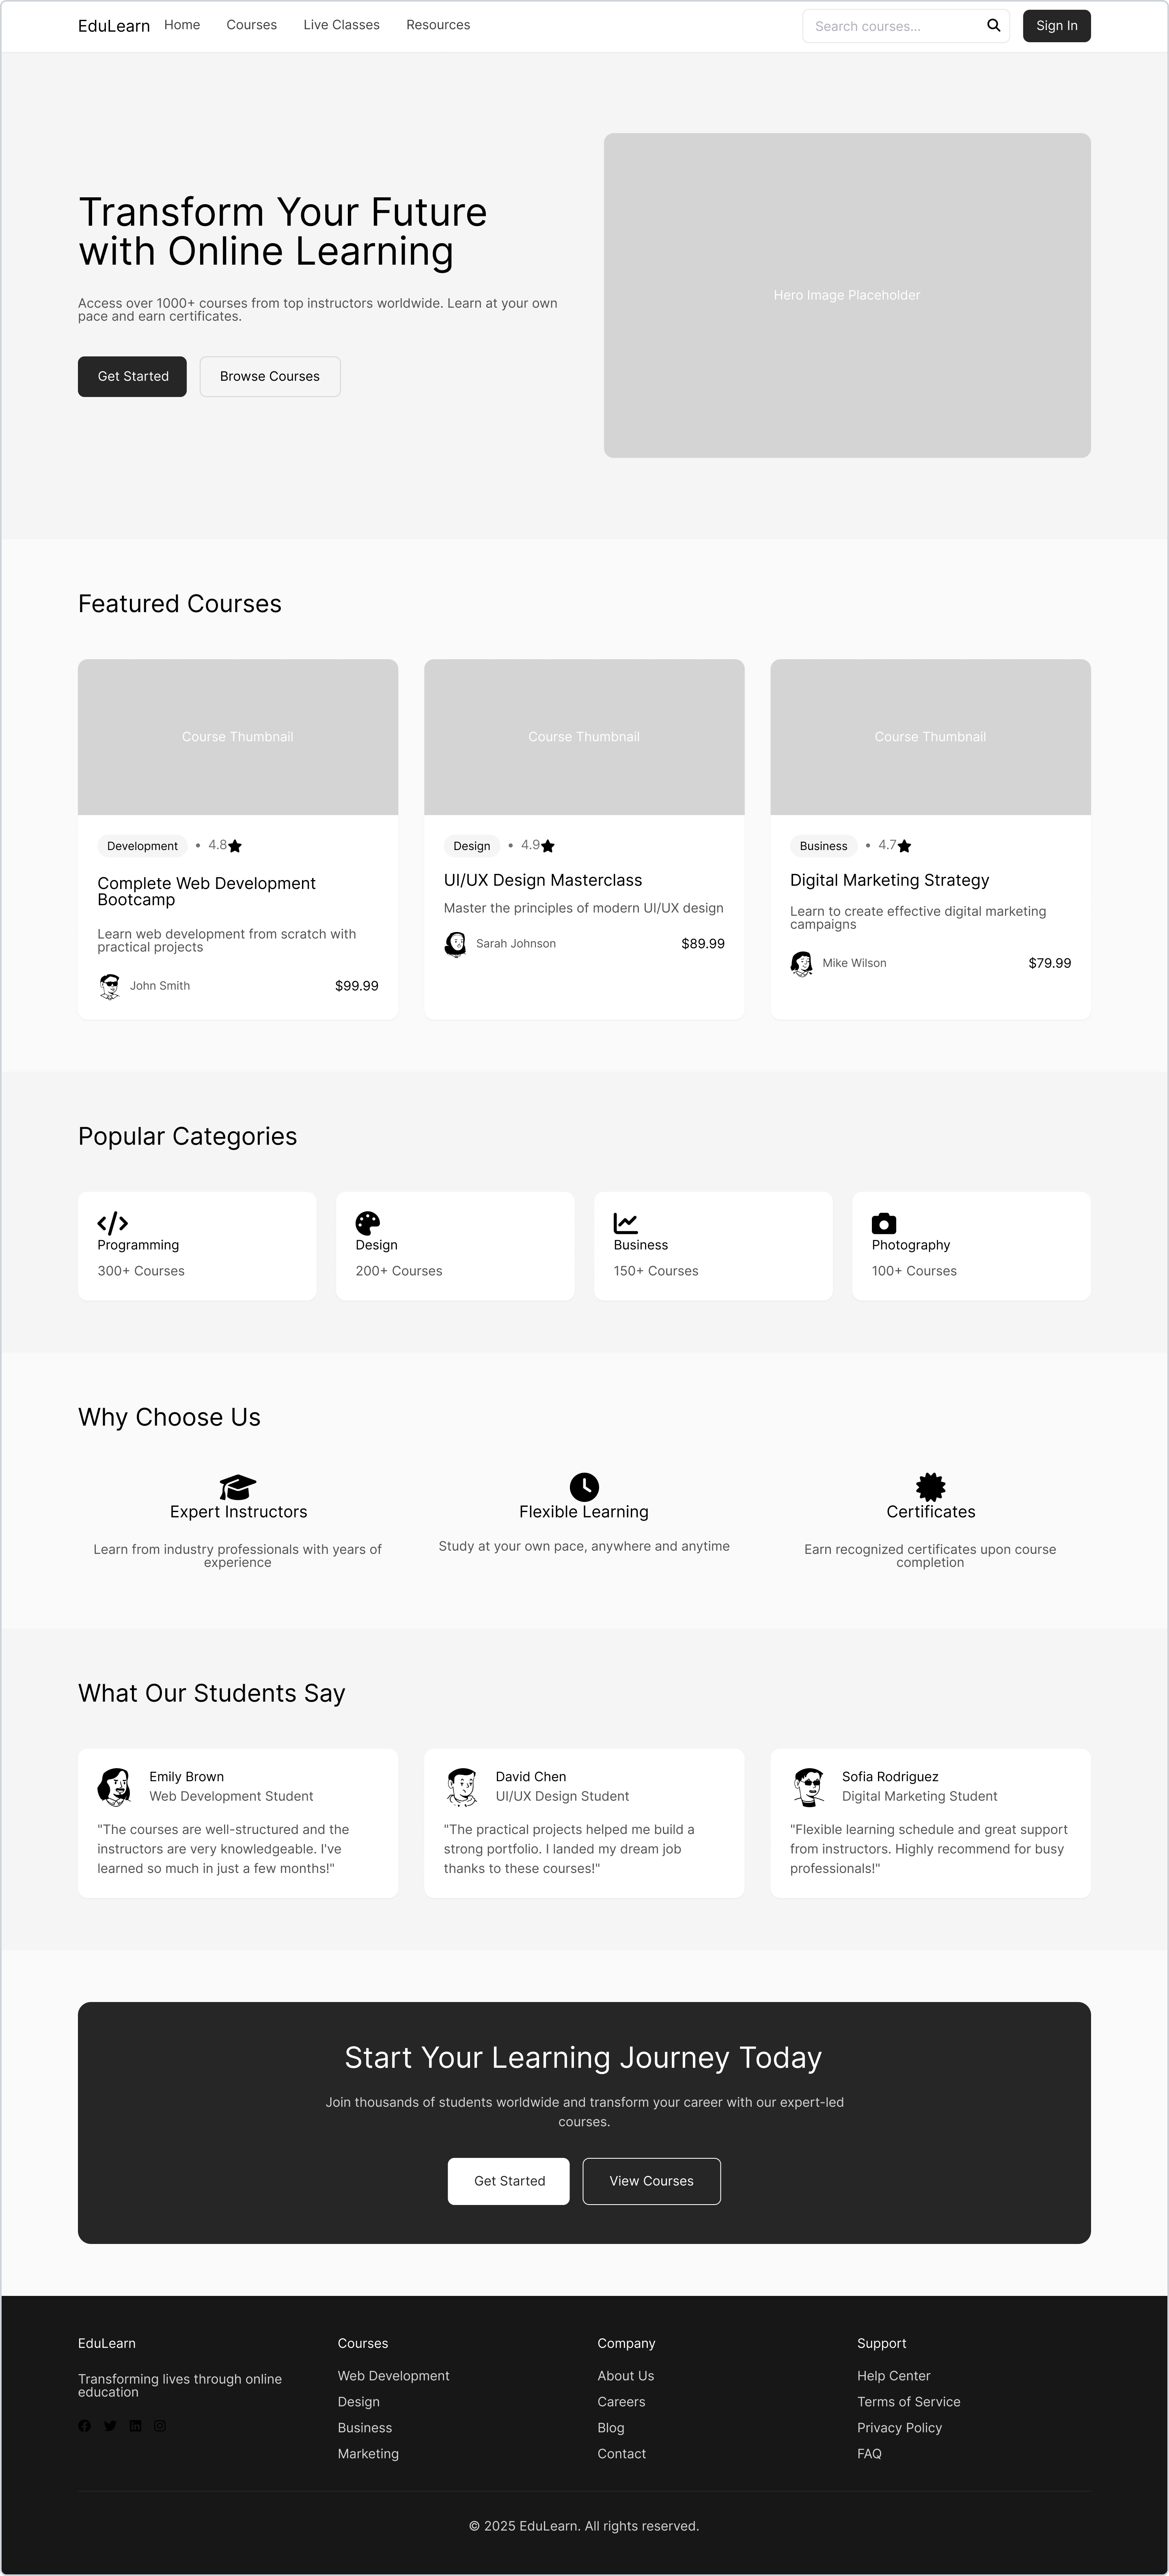 EduLearn Home Courses Live Classes Resources Search courses... Sign In
Transform Your Future
with Online Learning
Access over 1000+ courses from top instructors worldwide. Learn at your own
pace and earn certificates.
Get Started Browse Courses
Hero Image Placeholder
Featured Courses
Course Thumbnail
Development • 4.8
Complete Web Development
Bootcamp
Learn web development from scratch with
practical projects
John Smith $99.99
Course Thumbnail
Design • 4.9
UI/UX Design Masterclass
Master the principles of modern UI/UX design
Sarah Johnson $89.99
Course Thumbnail
Business • 4.7
Digital Marketing Strategy
Learn to create effective digital marketing
campaigns
Mike Wilson $79.99
Popular Categories
Programming
300+ Courses
Design
200+ Courses
Business
150+ Courses
Photography
100+ Courses
Why Choose Us
Expert Instructors
Learn from industry professionals with years of
experience
Flexible Learning
Study at your own pace, anywhere and anytime
Certificates
Earn recognized certificates upon course
completion
What Our Students Say
Emily Brown
Web Development Student
"The courses are well-structured and the
instructors are very knowledgeable. I've
learned so much in just a few months!"
David Chen
UI/UX Design Student
"The practical projects helped me build a
strong portfolio. I landed my dream job
thanks to these courses!"
Sofia Rodriguez
Digital Marketing Student
"Flexible learning schedule and great support
from instructors. Highly recommend for busy
professionals!"
Start Your Learning Journey Today
Join thousands of students worldwide and transform your career with our expert-led
courses.
Get Started View Courses
EduLearn
Transforming lives through online
education
Courses
Web Development
Design
Business
Marketing
Company
About Us
Careers
Blog
Contact
Support
Help Center
Terms of Service
Privacy Policy
FAQ
© 2025 EduLearn. All rights reserved.